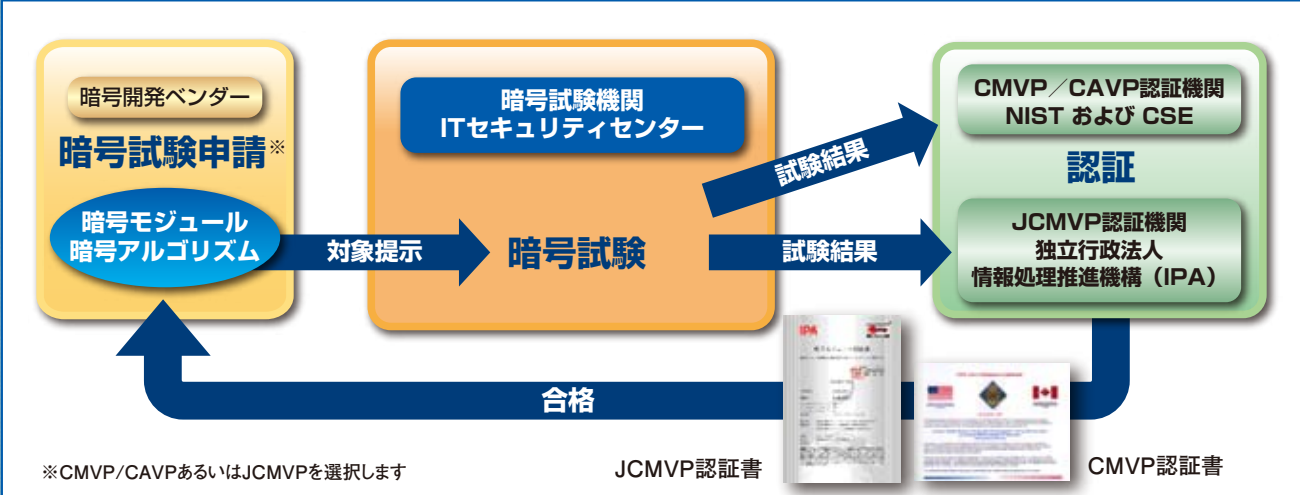 暗号開発ベンダー
暗号試験申請※
暗号モジュール
暗号アルゴリズム
対象提示
暗号試験機関
ITセキュリティセンター
暗号試験
試験結果
試験結果
CMVP/CAVP認証機関
NIST および CSE
認証
JCMVP認証機関
独立行政法人
情報処理推進機構(IPA)
合格
IPA
※CMVP/CAVPあるいはJCMVPを選択します
JCMVP認証書
CMVP認証書